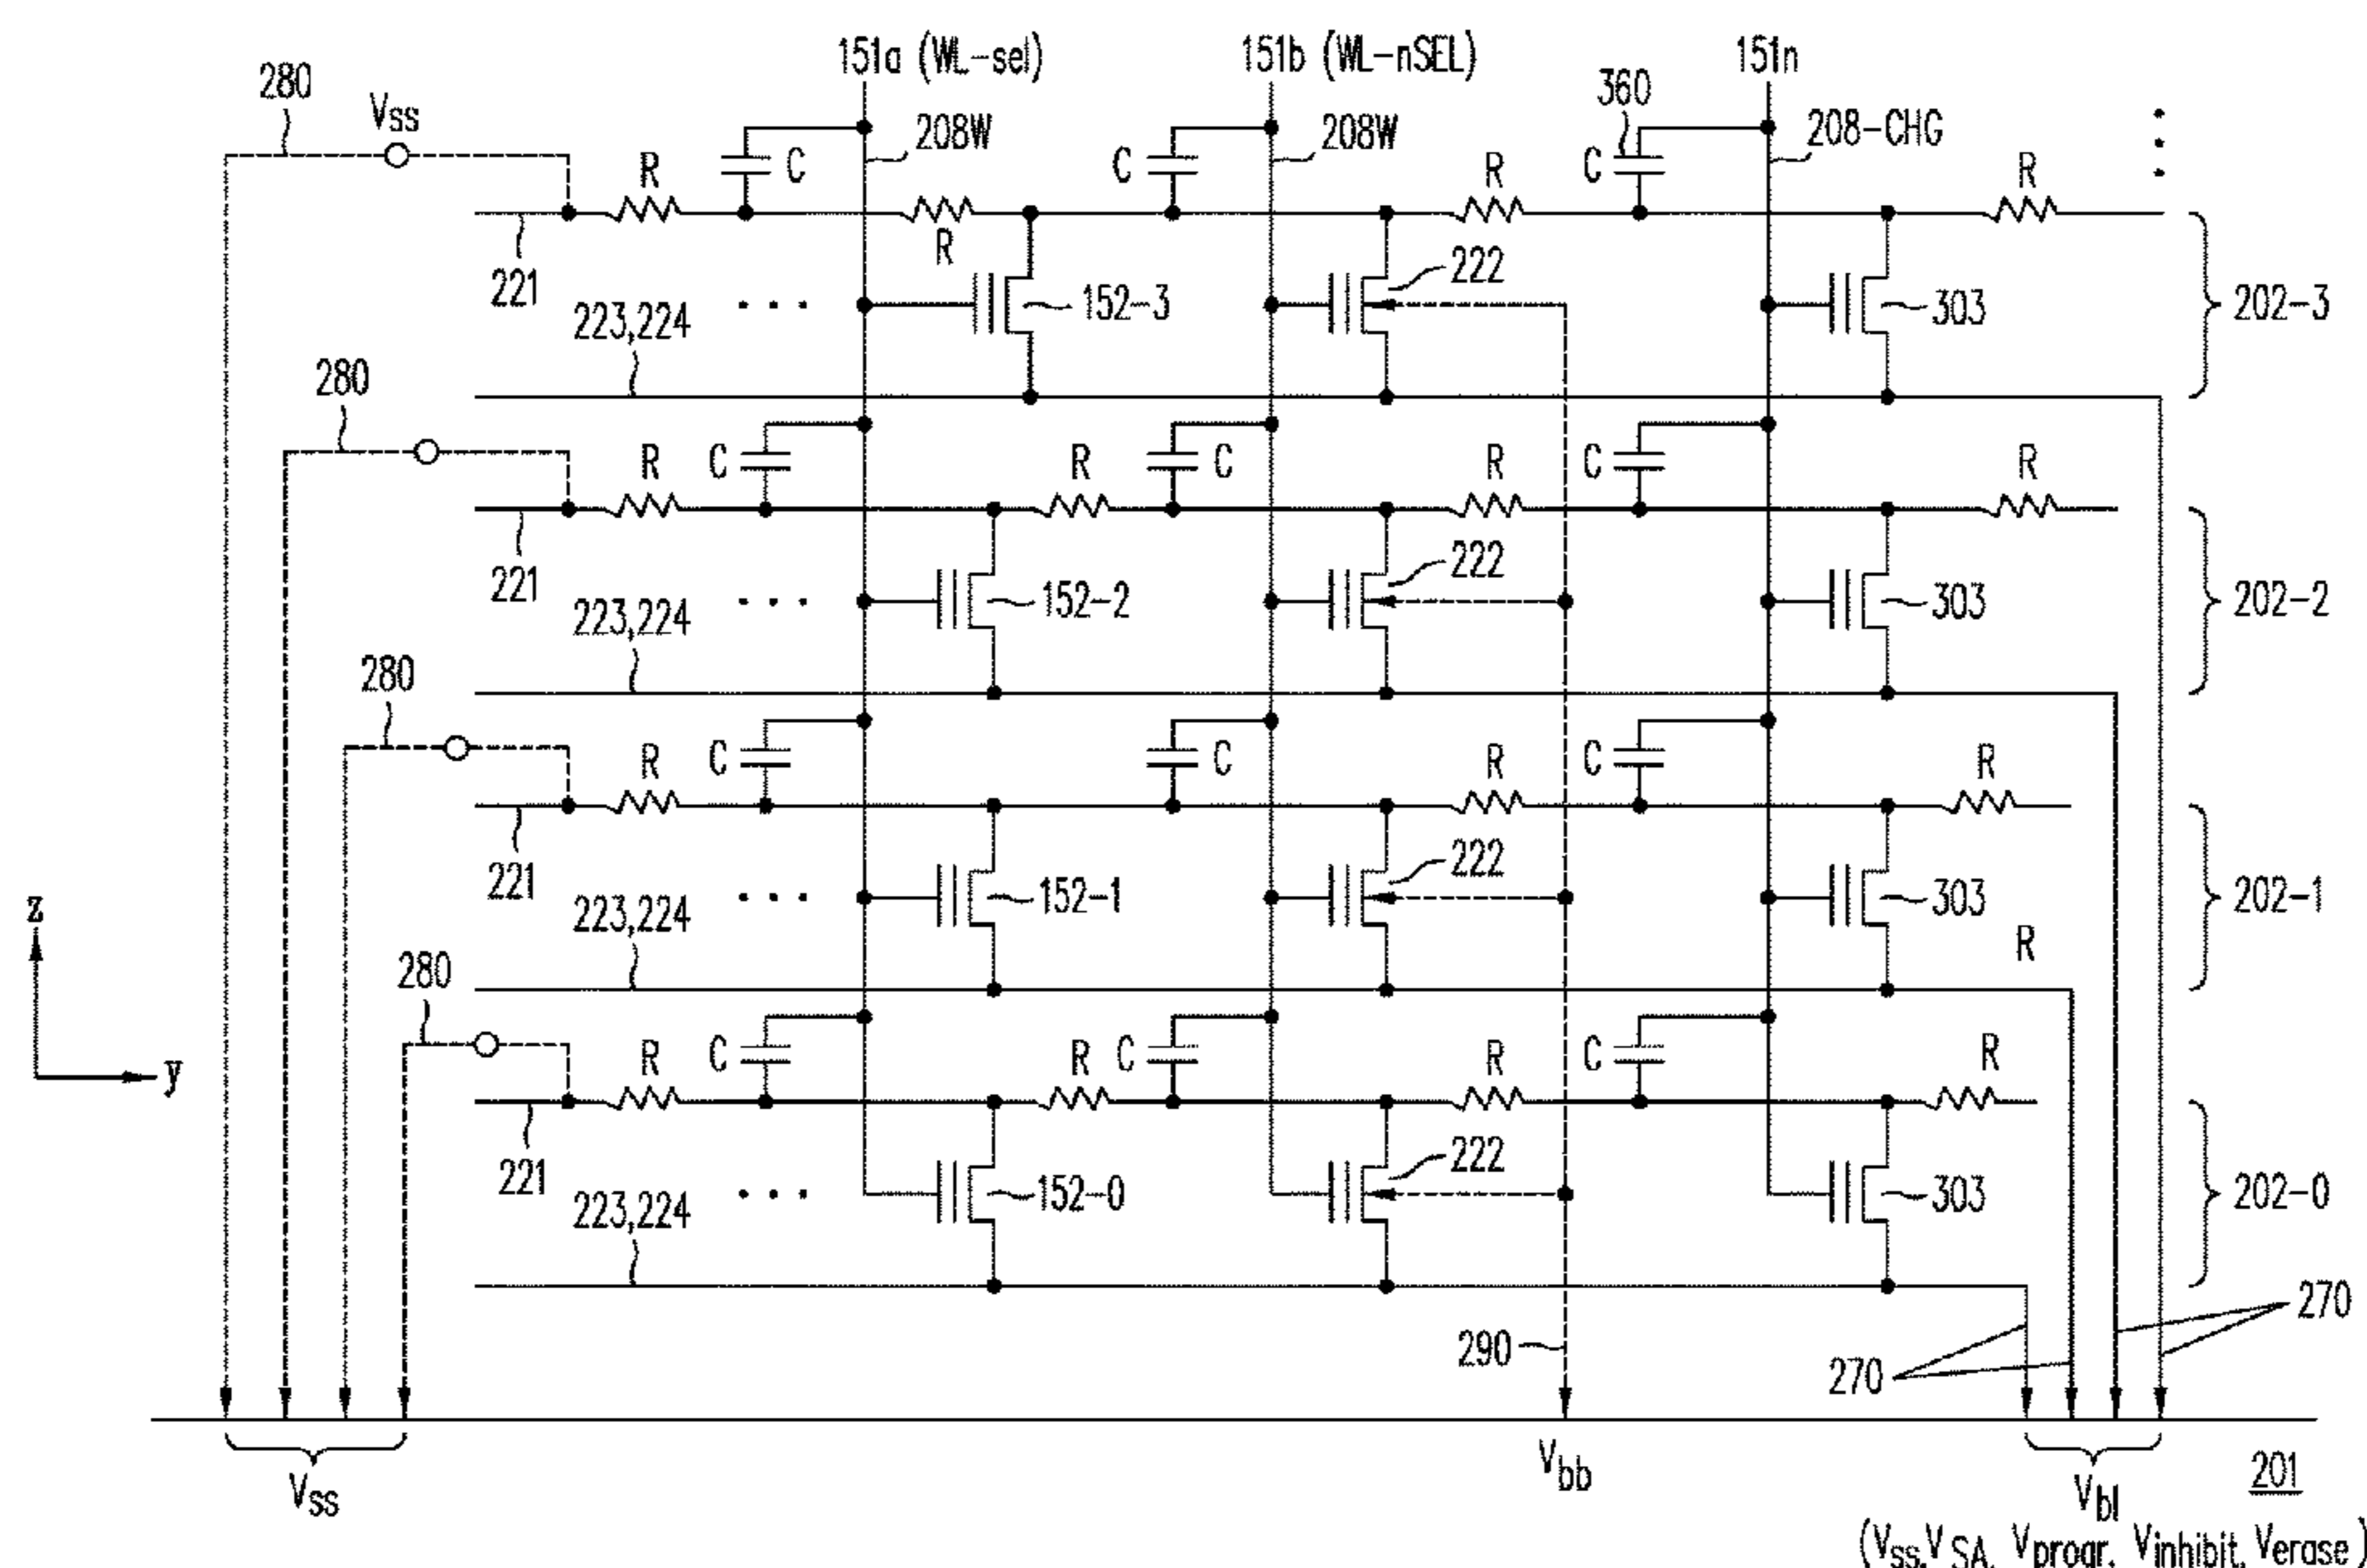 151a (WL-sel) 151b (WL-nSEL) 151n
280 Vss 208W 208W 360 208-CHG
R C C R C R
R
221 222
223,224 ... 152-3 303 202-3
280
R C R C R C R
221 222
223,224 ... 152-2 303 202-2
280
R C C R C R
221 222
223,224 ... 152-1 303 202-1
R
z
280
R C R C R C R
y
221 222
223,224 ... 152-0 303 202-0
270
290 270
Vss Vbb Vbl 201
(Vss, VSA, Vprogr, Vinhibit, Verase)